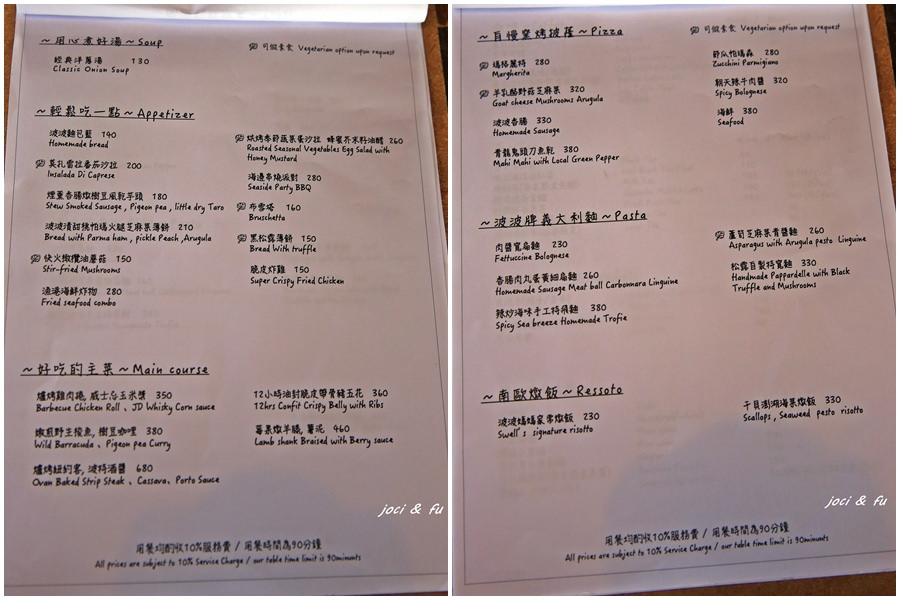 ~用心煮好湯~Soup
可做素食 Vegetarian option upon request
經典洋蔥湯 130
Classic Onion Soup
~輕鬆吃一點~Appetizer
波波麵包籃 140
Homemade bread
莫札雷拉番茄沙拉 200
Insalada Di Caprese
煙熏香腸燉樹豆風乾芋頭 180
Stew Smoked Sausage , Pigeon pea , little dry Taro
波波漬甜桃帕瑪火腿芝麻葉薄餅 210
Bread with Parma ham , pickle Peach ,Arugula
快火橄欖油蘑菇 150
Stir-fried Mushrooms
漁港海鮮炸物 280
Fried seafood combo
烘烤季節蔬果蛋沙拉 蜂蜜芥末籽油醋 260
Roasted Seasonal Vegetables Egg Salad with
Honey Mustard
海邊串燒派對 280
Seaside Party BBQ
布雪塔 160
Bruschetta
黑松露薄餅 150
Bread With truffle
脆皮炸雞 150
Super Crispy Fried Chicken
~好吃的主菜~Main course
爐烤雞肉捲, 威士忌玉米漿 350
Barbecue Chicken Roll 、JD Whisky Corn sauce
嫩煎野生梭魚, 樹豆咖哩 380
Wild Barracuda 、Pigeon pea Curry
爐烤紐約客, 波特酒醬 680
Ovan Baked Strip Steak 、Cassava、Porto Sauce
12小時油封脆皮帶骨豬五花 360
12hrs Confit Crispy Belly with Ribs
莓果燉羊膝, 薯泥 460
Lamb shank Braised with Berry sauce
用餐均酌收10%服務費 / 用餐時間為90分鐘
All prices are subject to 10% Service Charge / our table time limit is 90minunts
joci & fu
~自慢窯烤披薩~Pizza
可做素食 Vegetarian option upon request
瑪格麗特 280
Margherita
羊乳酪野菇芝麻菜 320
Goat cheese Mushrooms Arugula
波波香腸 330
Homemade Sausage
青鬍鬼頭刀魚乾 380
Mahi Mahi with Local Green Pepper
節瓜帕瑪森 280
Zucchini Parmigiano
朝天辣牛肉醬 320
Spicy Bolognese
海鮮 380
Seafood
~波波牌義大利麵~Pasta
肉醬寬扁麵 230
Fettuccine Bolognese
香腸肉丸蛋黃細扁麵 260
Homemade Sausage Meat ball Carbonnara Linguine
辣炒海味手工特飛麵 380
Spicy Sea breeze Homemade Trofie
蘆筍芝麻菜青醬麵 260
Asparagus with Arugula pesto Linguine
松露自製特寬麵 330
Handmade Pappardelle with Black
Truffle and Mushrooms
~南歐燉飯~Ressoto
波波媽媽家常燉飯 230
Swell's signature risotto
干貝澎湖海菜燉飯 330
Scallops , Seaweed pesto risotto
用餐均酌收10%服務費 / 用餐時間為90分鐘
All prices are subject to 10% Service Charge / our table time limit is 90minunts
joci & fu